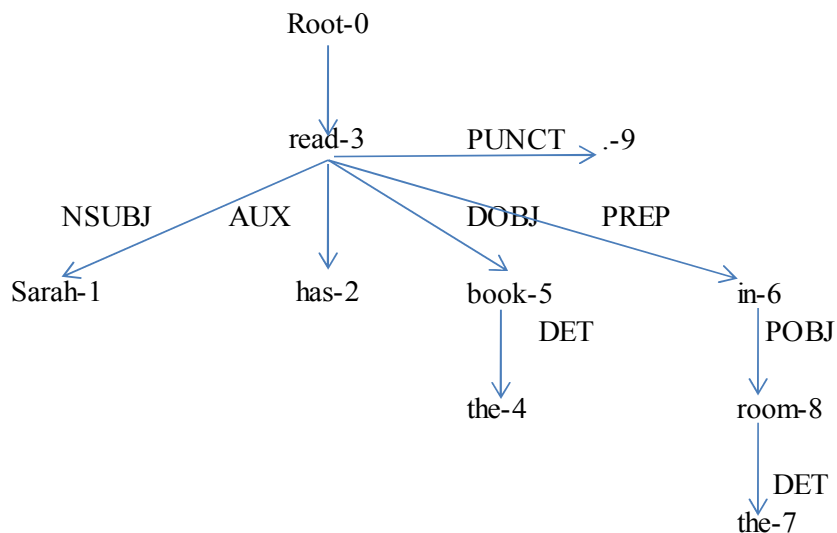 Root-0
read-3 PUNCT .-9
NSUBJ AUX DOBJ PREP
Sarah-1 has-2 book-5 in-6
DET POBJ
the-4 room-8
DET
the-7